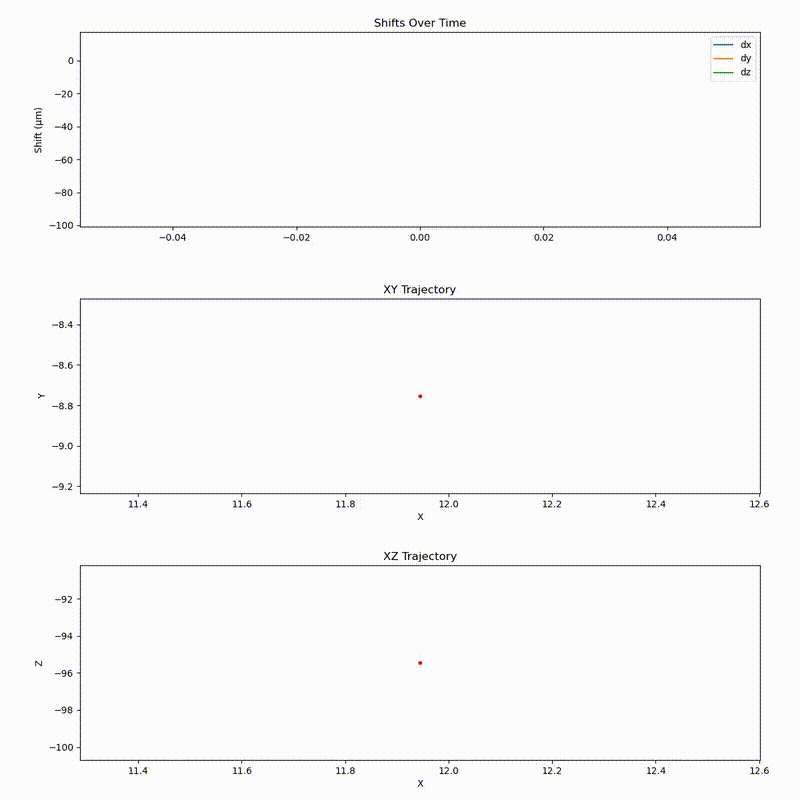 Shifts Over Time
dx
dy
dz
Shift (μm)
0
−20
−40
−60
−80
−100
−0.04 −0.02 0.00 0.02 0.04
XY Trajectory
Y
−8.4
−8.6
−8.8
−9.0
−9.2
11.4 11.6 11.8 12.0 12.2 12.4 12.6
X
XZ Trajectory
Z
−92
−94
−96
−98
−100
11.4 11.6 11.8 12.0 12.2 12.4 12.6
X